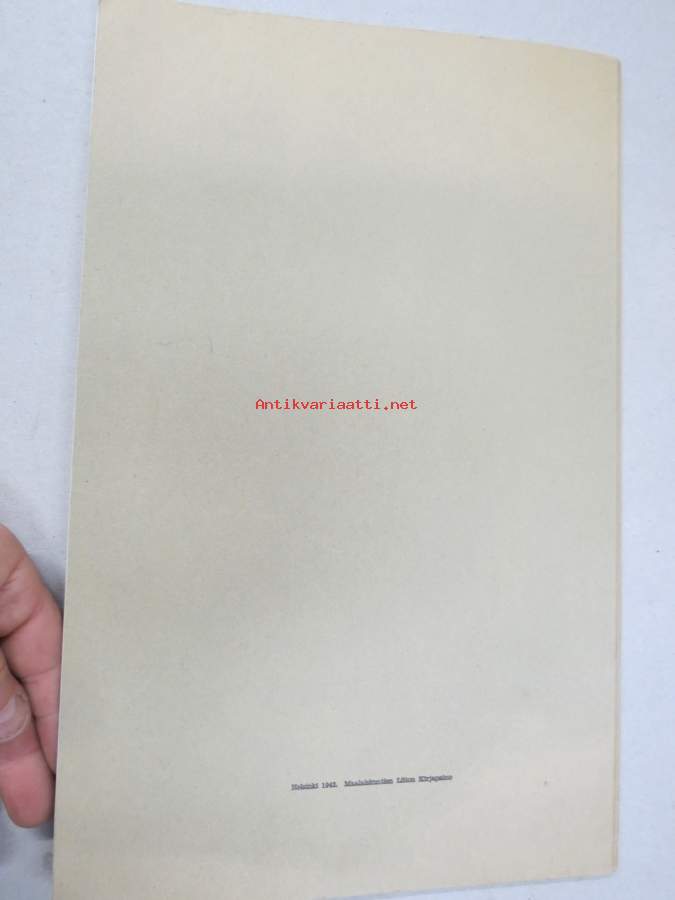 Antikvariaatti.net
Helsinki 1942. Maalaiskuntien Liiton Kirjapaino